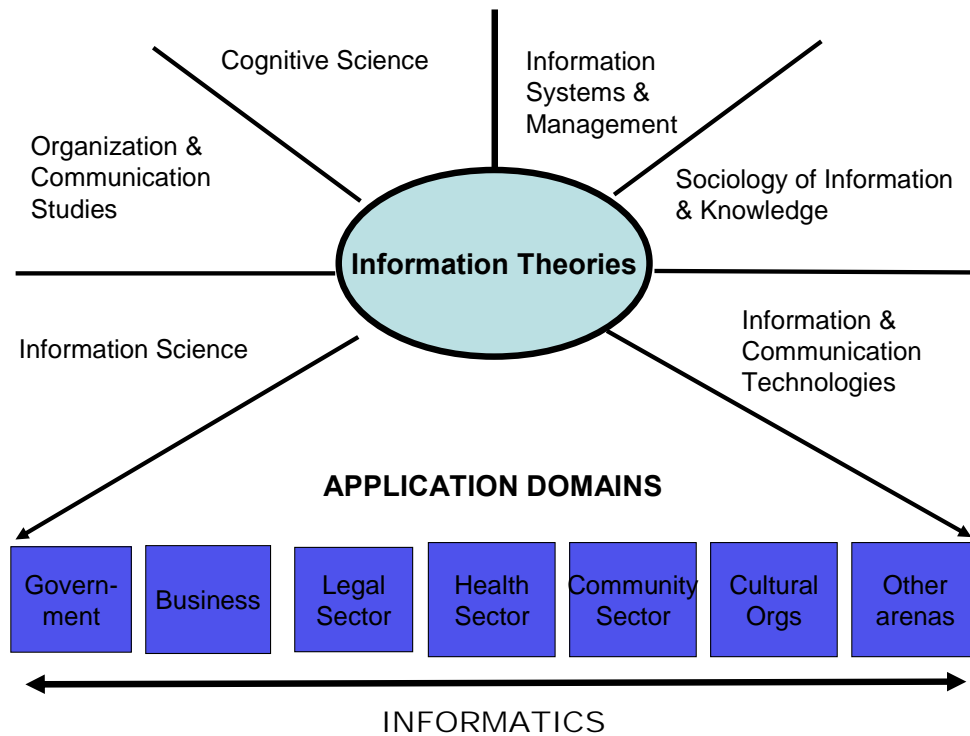 Cognitive Science
Information
Systems &
Management
Organization &
Communication
Studies
Sociology of Information
& Knowledge
Information Theories
Information Science
Information &
Communication
Technologies
APPLICATION DOMAINS
Govern-
ment
Business
Legal
Sector
Health
Sector
Community
Sector
Cultural
Orgs
Other
arenas
INFORMATICS